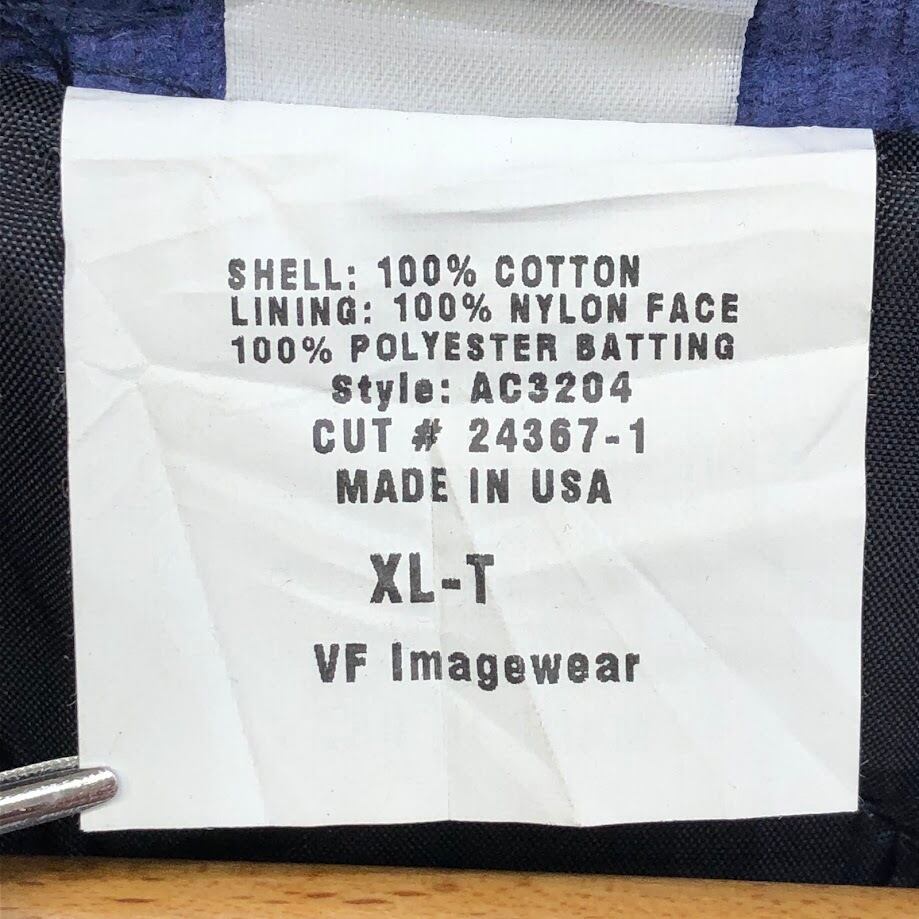 SHELL: 100% COTTON
LINING: 100% NYLON FACE
100% POLYESTER BATTING
Style: AC3204
CUT # 24367-1
MADE IN USA
XL-T
VF Imagewear